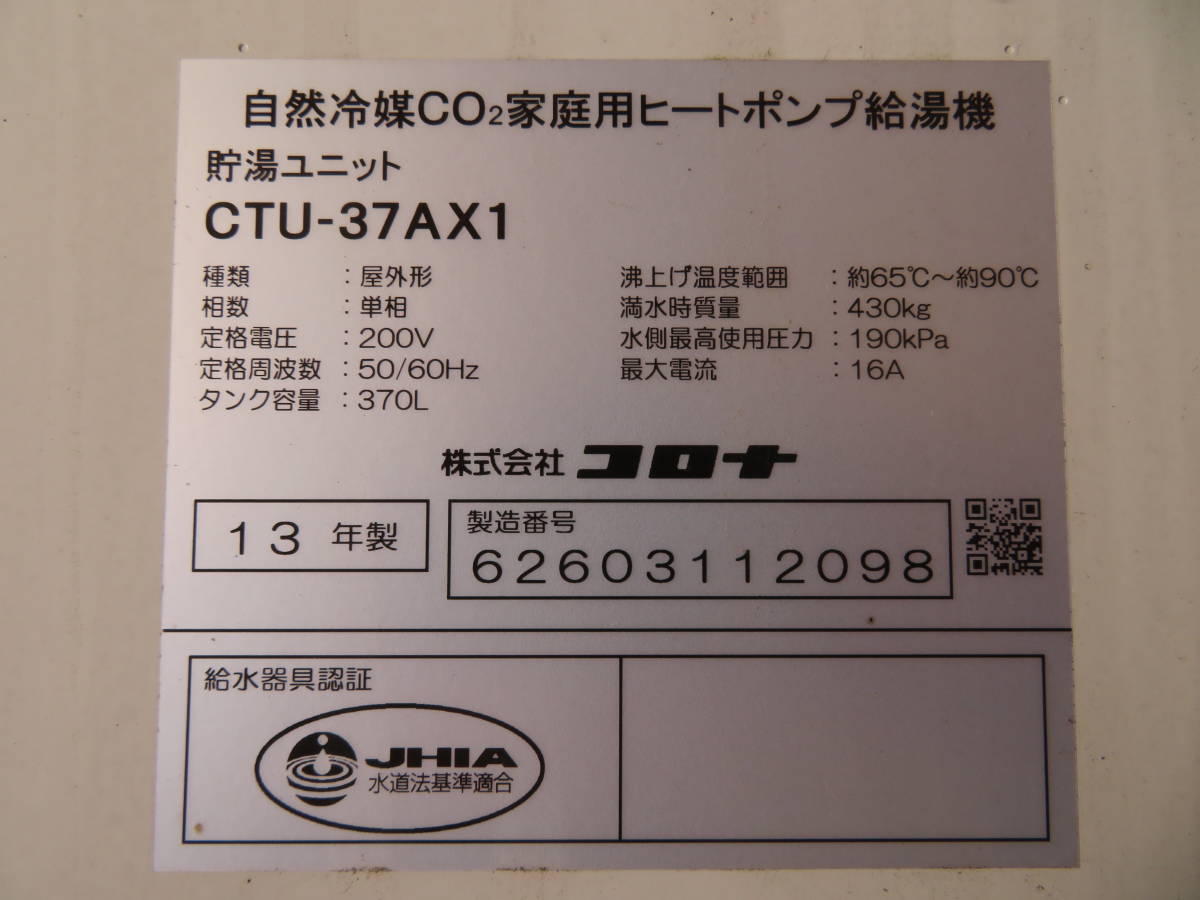 自然冷媒CO₂家庭用ヒートポンプ給湯機
貯湯ユニット
CTU-37AX1
種類 : 屋外形
相数 : 単相
定格電圧 : 200V
定格周波数 : 50/60Hz
タンク容量 : 370L
沸上げ温度範囲 : 約65℃～約90℃
満水時質量 : 430kg
水側最高使用圧力 : 190kPa
最大電流 : 16A
株式会社 コロナ
13 年製
製造番号
62603112098
給水器具認証
JHIA
水道法基準適合